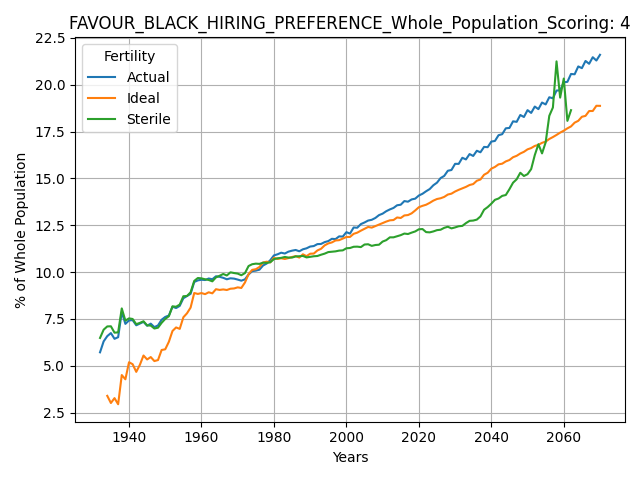 FAVOUR_BLACK_HIRING_PREFERENCE_Whole_Population_Scoring: 4
Fertility
Actual
Ideal
Sterile
% of Whole Population
22.5
20.0
17.5
15.0
12.5
10.0
7.5
5.0
2.5
1940
1960
1980
2000
2020
2040
2060
Years